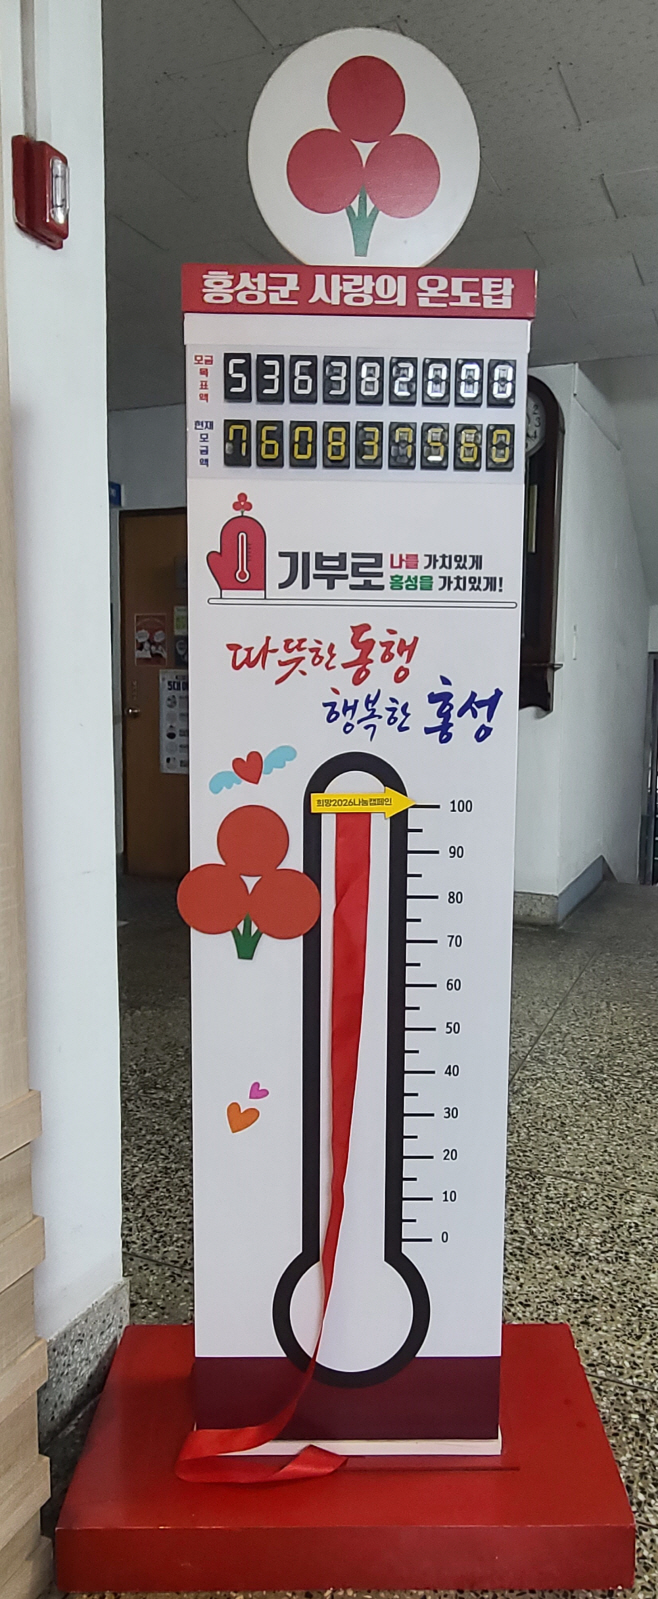 홍성군 사랑의 온도탑
모금목표액 536382000
현재모금액 760837560
기부로 나를 가치있게
홍성을 가치있게!
따뜻한 동행
행복한 홍성
희망2026나눔캠페인
100
90
80
70
60
50
40
30
20
10
0